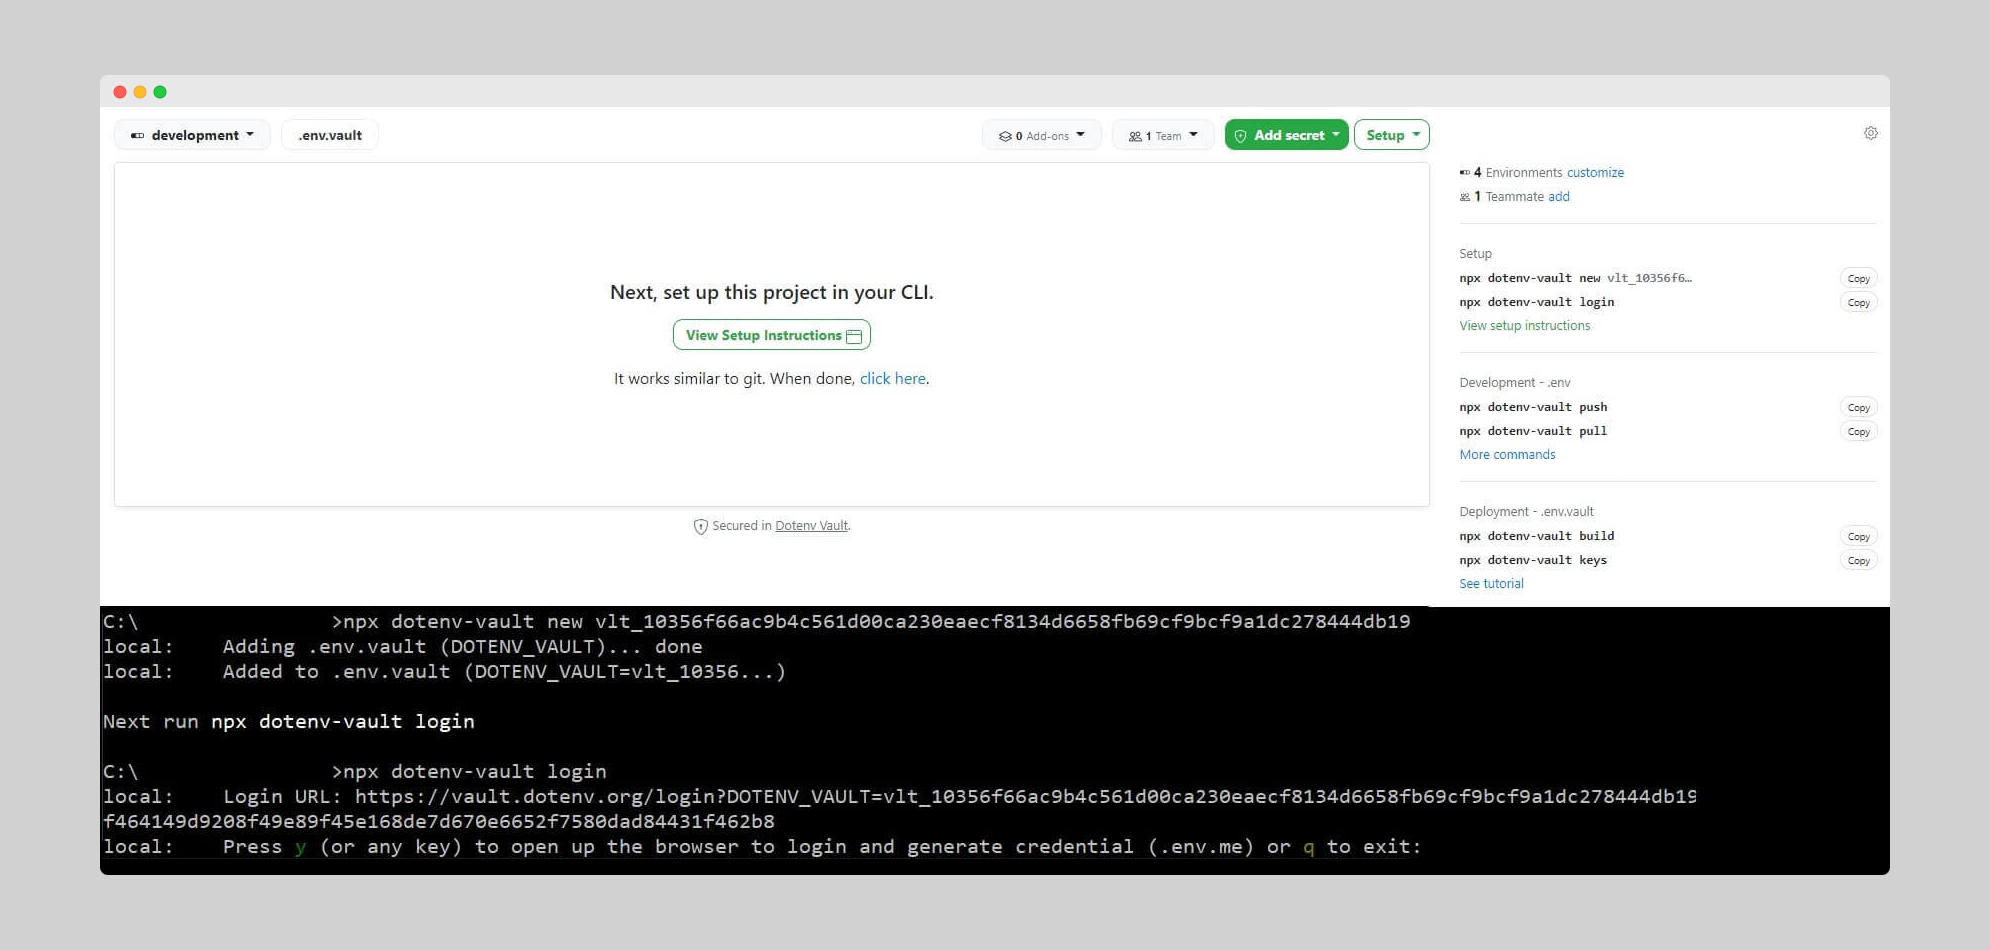 development
.env.vault
0 Add-ons
1 Team
Add secret
Setup
Next, set up this project in your CLI.
View Setup Instructions
It works similar to git. When done, click here.
Secured in Dotenv Vault.
4 Environments customize
1 Teammate add
Setup
npx dotenv-vault new vlt_10356f6… Copy
npx dotenv-vault login Copy
View setup instructions
Development - .env
npx dotenv-vault push Copy
npx dotenv-vault pull Copy
More commands
Deployment - .env.vault
npx dotenv-vault build Copy
npx dotenv-vault keys Copy
See tutorial
C:\ >npx dotenv-vault new vlt_10356f66ac9b4c561d00ca230eaecf8134d6658fb69cf9bcf9a1dc278444db19
local: Adding .env.vault (DOTENV_VAULT)... done
local: Added to .env.vault (DOTENV_VAULT=vlt_10356...)
Next run npx dotenv-vault login
C:\ >npx dotenv-vault login
local: Login URL: https://vault.dotenv.org/login?DOTENV_VAULT=vlt_10356f66ac9b4c561d00ca230eaecf8134d6658fb69cf9bcf9a1dc278444db19
f464149d9208f49e89f45e168de7d670e6652f7580dad84431f462b8
local: Press y (or any key) to open up the browser to login and generate credential (.env.me) or q to exit: